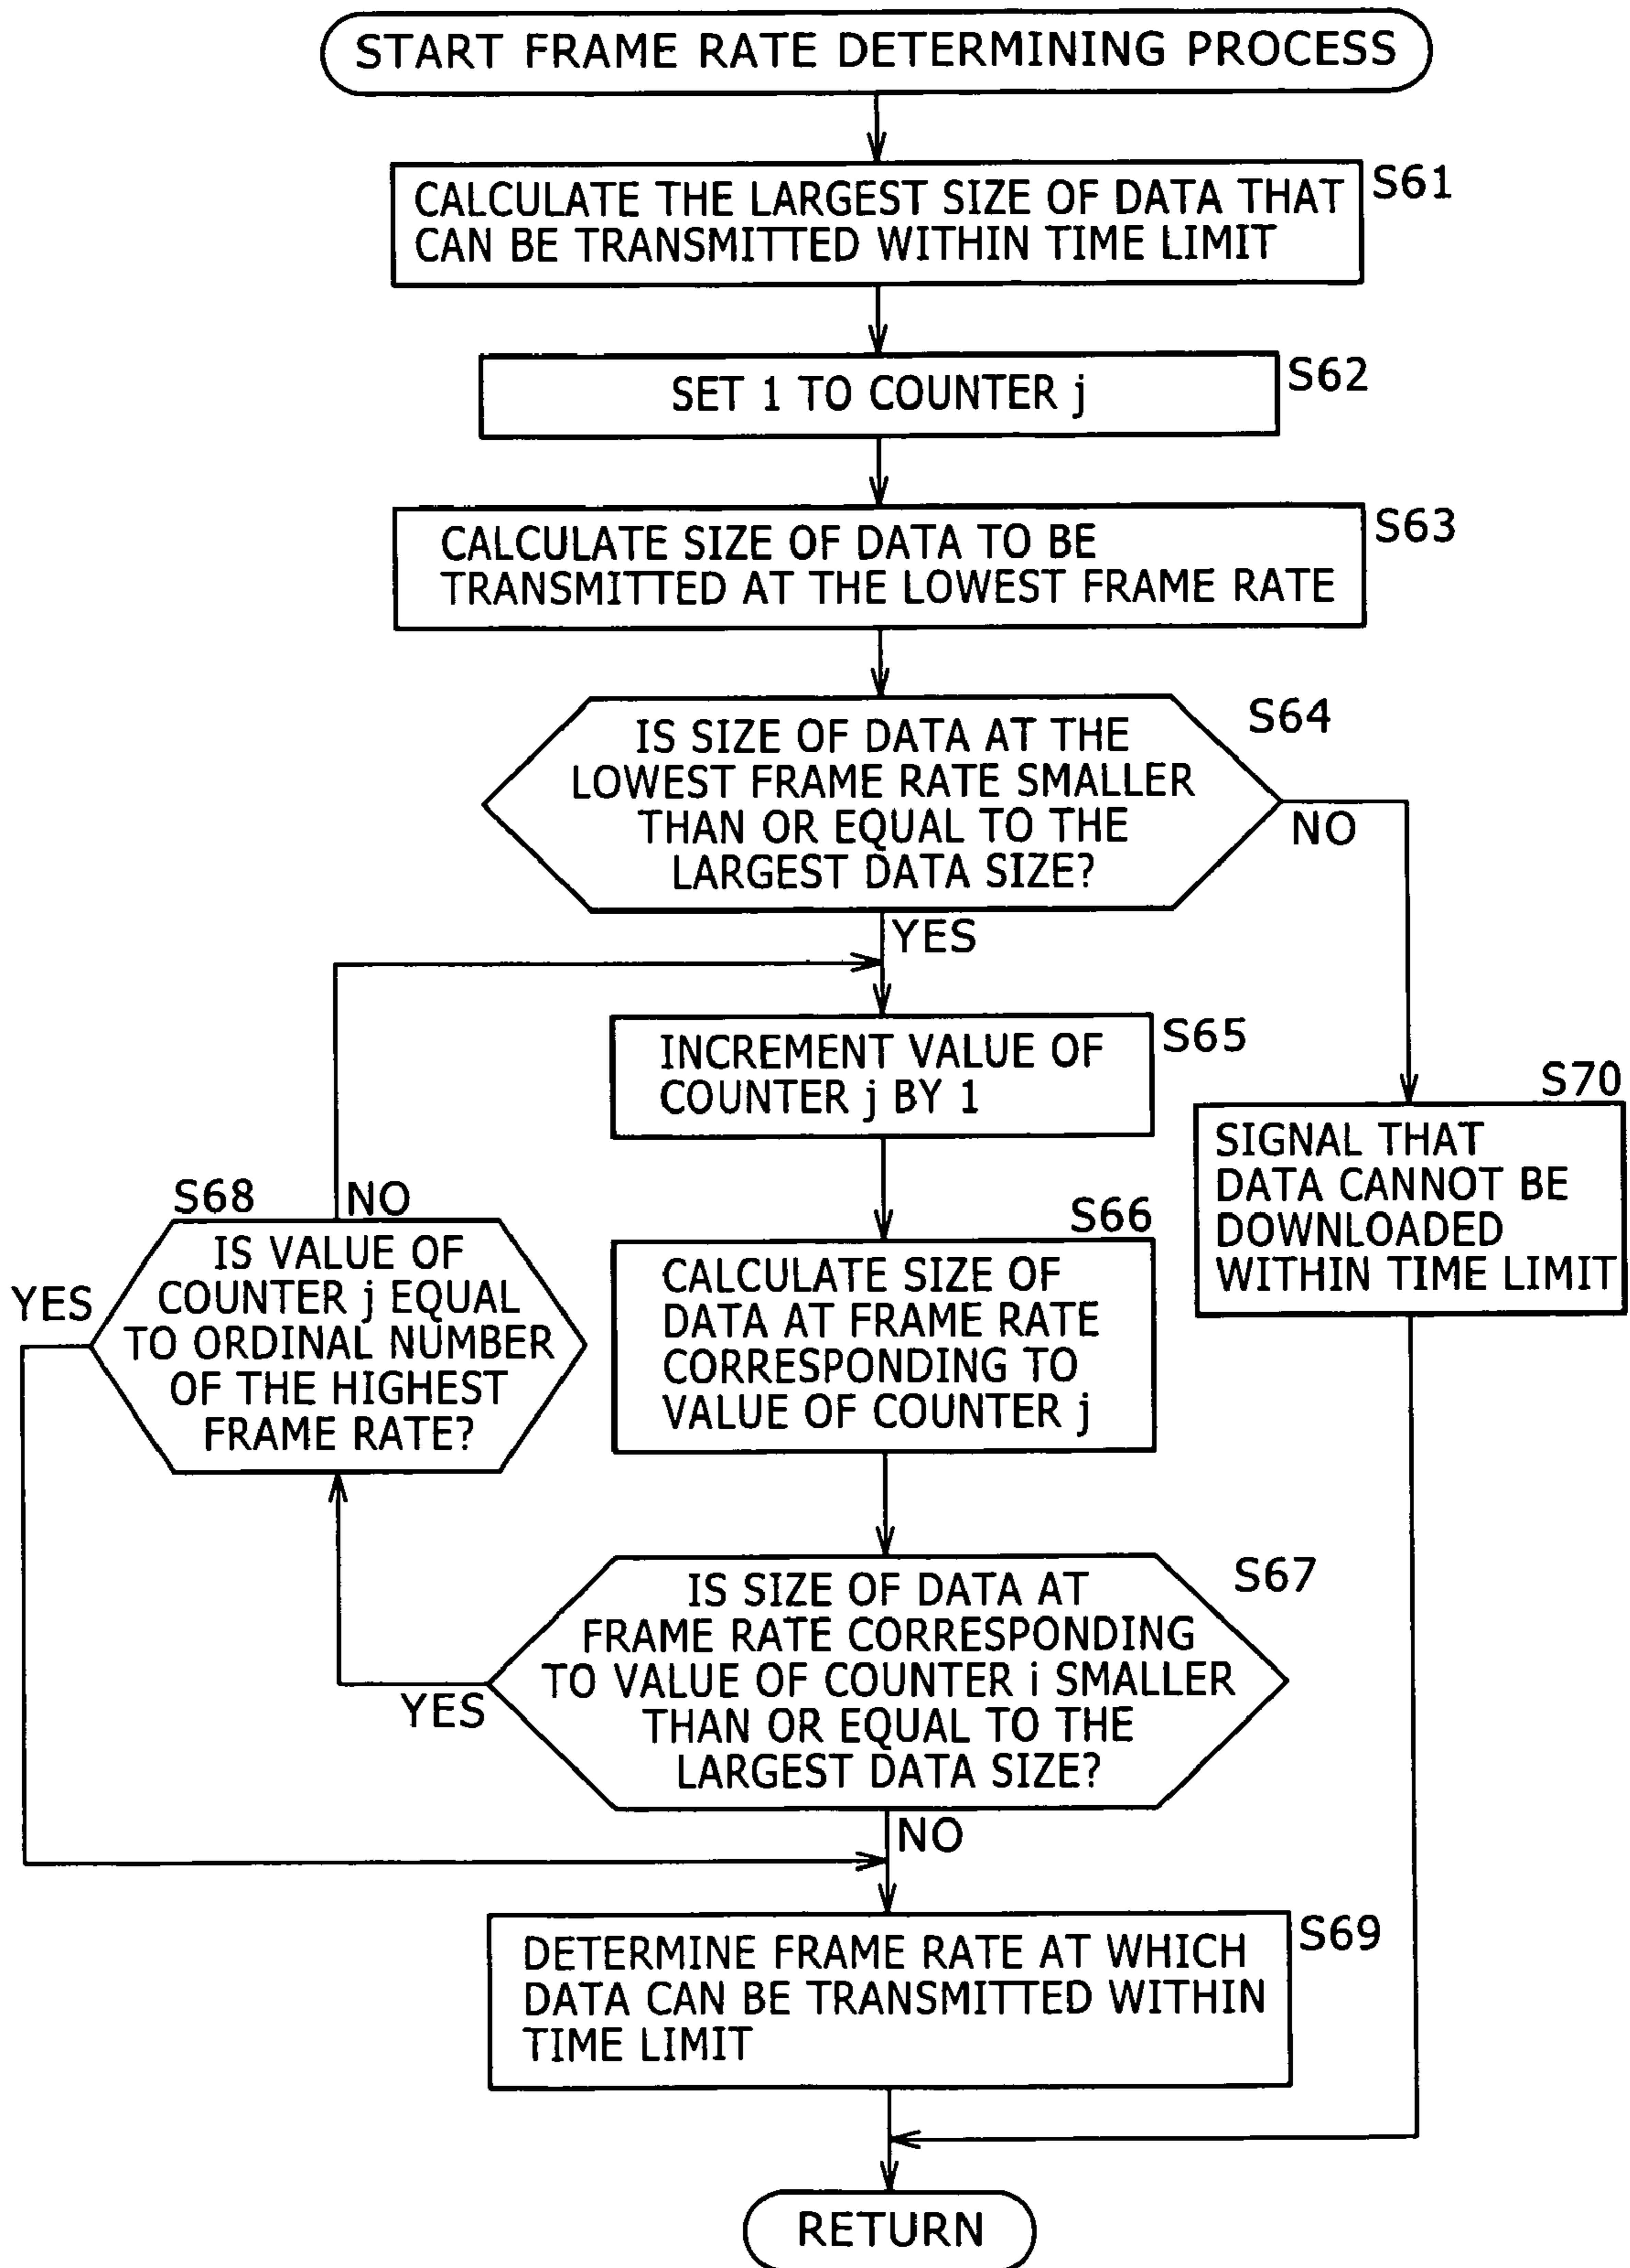 START FRAME RATE DETERMINING PROCESS
CALCULATE THE LARGEST SIZE OF DATA THAT
CAN BE TRANSMITTED WITHIN TIME LIMIT
S61
SET 1 TO COUNTER j
S62
CALCULATE SIZE OF DATA TO BE
TRANSMITTED AT THE LOWEST FRAME RATE
S63
IS SIZE OF DATA AT THE
LOWEST FRAME RATE SMALLER
THAN OR EQUAL TO THE
LARGEST DATA SIZE?
S64
NO
YES
INCREMENT VALUE OF
COUNTER j BY 1
S65
S70
SIGNAL THAT
DATA CANNOT BE
DOWNLOADED
WITHIN TIME LIMIT
S68
NO
IS VALUE OF
COUNTER j EQUAL
TO ORDINAL NUMBER
OF THE HIGHEST
FRAME RATE?
YES
S66
CALCULATE SIZE OF
DATA AT FRAME RATE
CORRESPONDING TO
VALUE OF COUNTER j
IS SIZE OF DATA AT
FRAME RATE CORRESPONDING
TO VALUE OF COUNTER i SMALLER
THAN OR EQUAL TO THE
LARGEST DATA SIZE?
S67
YES
NO
DETERMINE FRAME RATE AT WHICH
DATA CAN BE TRANSMITTED WITHIN
TIME LIMIT
S69
RETURN